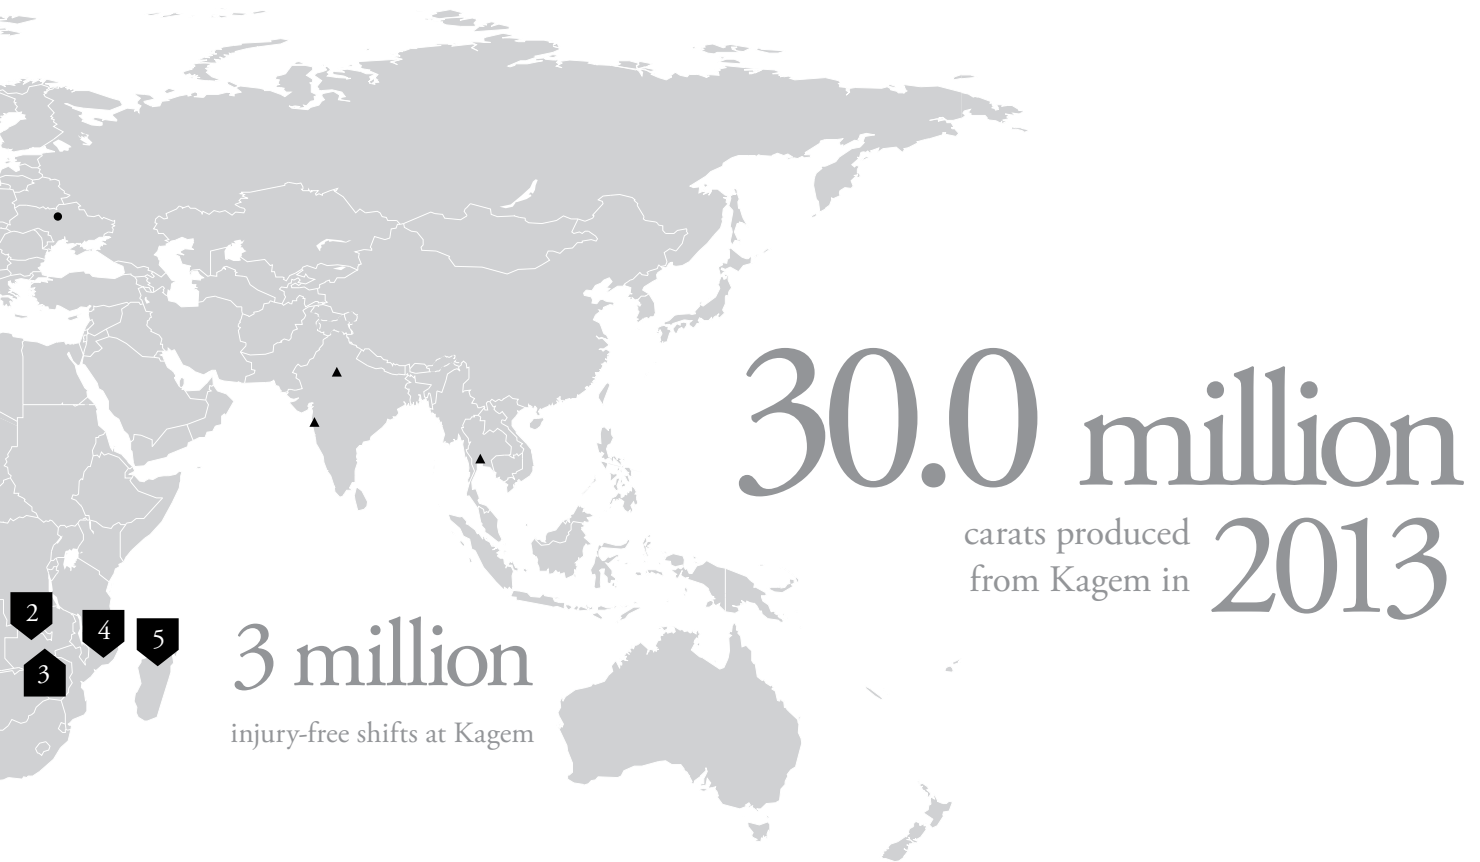 30.0 million
carats produced
from Kagem in
2013
2
4
5
3
3 million
injury-free shifts at Kagem